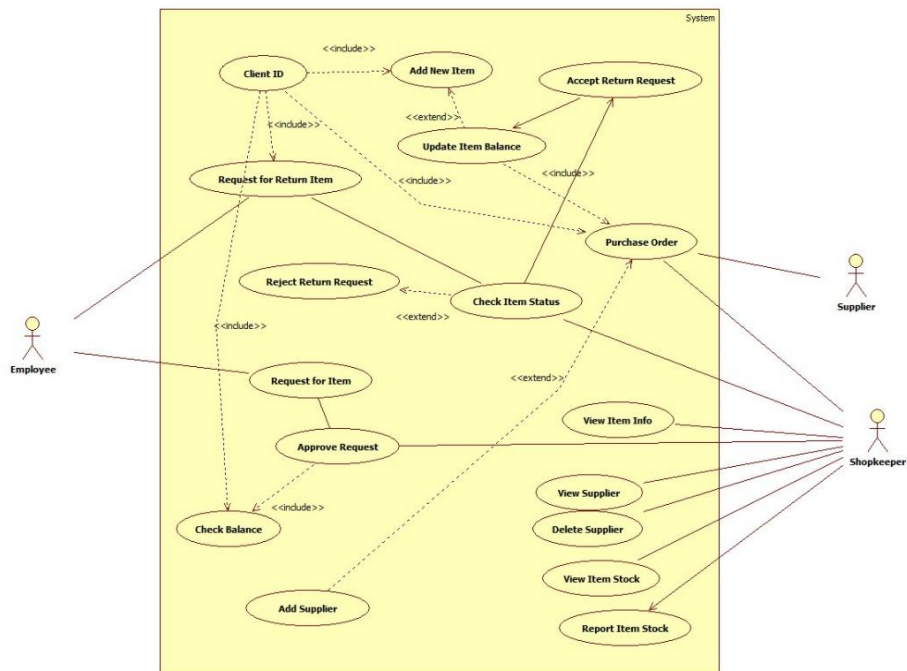 System
<<include>>
Client ID
Add New Item
Accept Return Request
<<include>>
<<extend>>
Update Item Balance
Request for Return Item
<<include>>
<<include>>
Purchase Order
Reject Return Request
Check Item Status
<<extend>>
Supplier
<<include>>
Employee
Request for Item
<<extend>>
View Item Info
Approve Request
Shopkeeper
View Supplier
<<include>>
Check Balance
Delete Supplier
View Item Stock
Add Supplier
Report Item Stock